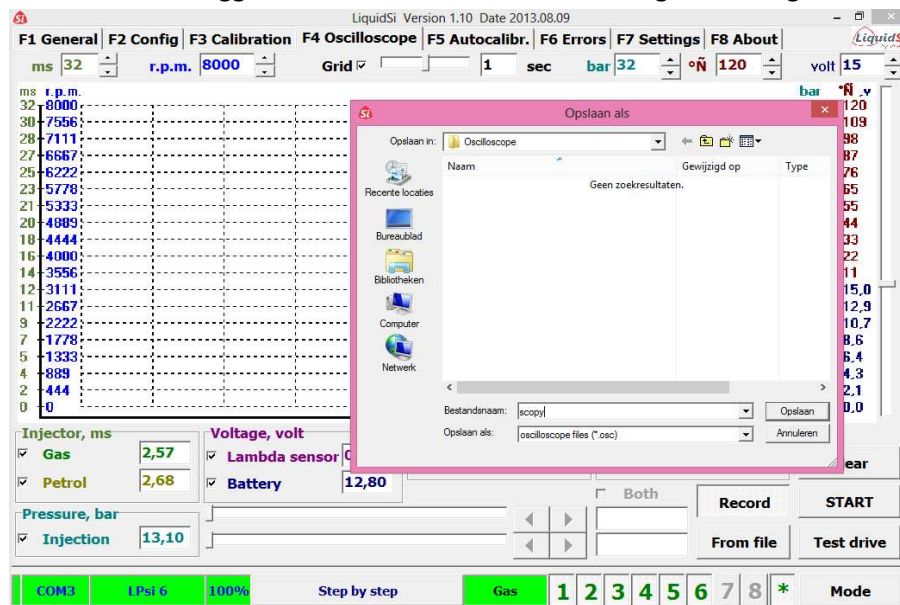 LiquidSi Version 1.10 Date 2013.08.09
F1 General F2 Config F3 Calibration F4 Oscilloscope F5 Autocalibr. F6 Errors F7 Settings F8 About
ms 32 r.p.m. 8000 Grid 1 sec bar 32 ºÑ 120 volt 15
ms r.p.m. bar ºÑ v
32 8000 120
30 7556 109
28 7111 98
27 6667 87
25 6222 76
23 5778 65
21 5333 55
20 4889 44
18 4444 33
16 4000 22
14 3556 11
12 3111 15,0
11 2667 12,9
9 2222 10,7
7 1778 8,6
5 1333 6,4
4 889 4,3
2 444 2,1
0 0 0,0
Opslaan als
Opslaan in: Oscilloscope
Naam Gewijzigd op Type
Geen zoekresultaten.
Recente locaties
Bureaublad
Bibliotheken
Computer
Netwerk
Bestandsnaam: scopy Opslaan
Opslaan als: oscilloscope files (*.osc) Annuleren
Injector, ms Voltage, volt
Gas 2,57 Lambda sensor
Petrol 2,68 Battery 12,80
ear
Both Record START
Pressure, bar
Injection 13,10 From file Test drive
COM3 LPsi 6 100% Step by step Gas 1 2 3 4 5 6 7 8 * Mode